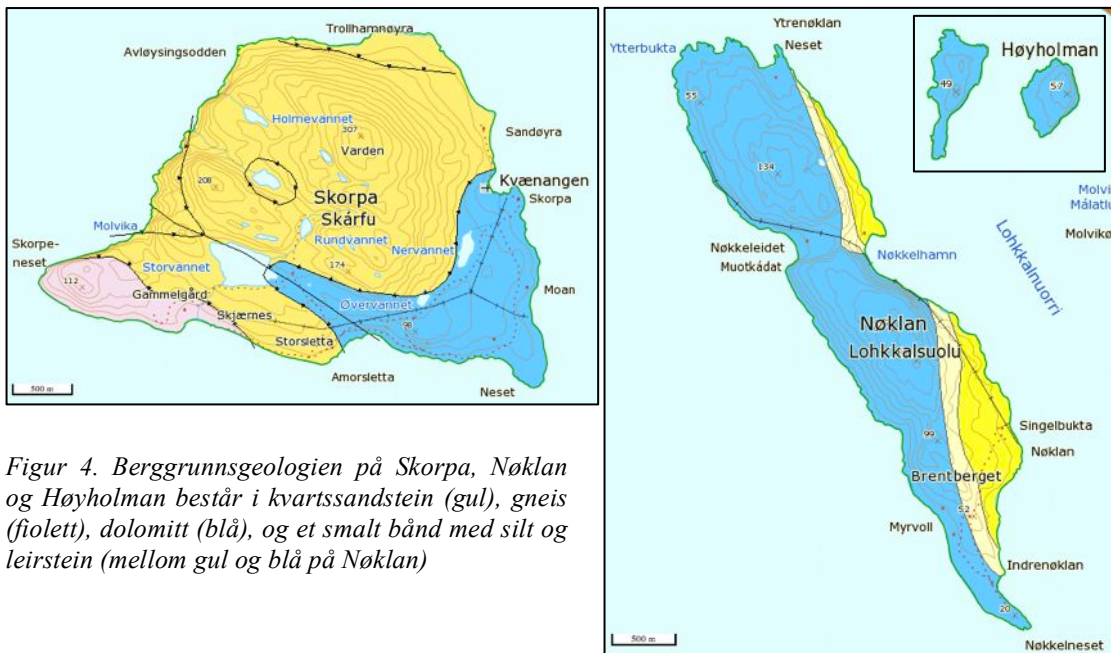 Trollhamnøyra
Avløysingsodden
Holmevannet
307
Varden
Sandøyra
208
Skorpa
Skárfu
Kvænangen
Skorpa
Molvika
Rundvannet
Nervannet
Skorpe-
neset
Storvannet
174
112
Gammelgård
Moan
Skjærnes
Øvervannet
98
Storsletta
Amorsletta
Neset
500 m
Ytrenøklan
Neset
Ytterbukta
55
134
Høyholman
49
57
Molvi
Málatlu
Molvikø
Lohkkalnuorri
Nøkkeleidet
Muotkádat
Nøkkelhamn
Nøklan
Lohkkalsuolu
99
Singelbukta
Nøklan
Brentberget
52
Myrvoll
Indrenøklan
20
Nøkkelneset
500 m
Figur 4. Berggrunnsgeologien på Skorpa, Nøklan
og Høyholman består i kvartssandstein (gul), gneis
(fiolett), dolomitt (blå), og et smalt bånd med silt og
leirstein (mellom gul og blå på Nøklan)